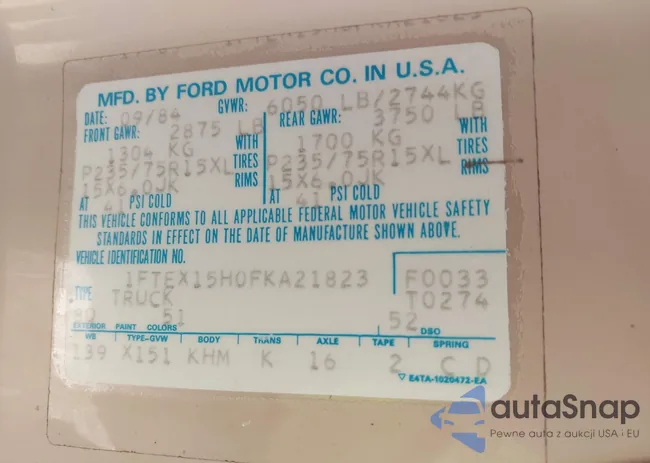 MFD. BY FORD MOTOR CO. IN U.S.A.
DATE: 09/84 GVWR: 6050 LB/2744KG
FRONT GAWR: 2875 LB REAR GAWR: 3750 LB
1304 KG WITH 1700 KG WITH
P235/75R15XL TIRES P235/75R15XL TIRES
15X6.0JK RIMS 15X6.0JK RIMS
AT 41 PSI COLD AT 41 PSI COLD
THIS VEHICLE CONFORMS TO ALL APPLICABLE FEDERAL MOTOR VEHICLE SAFETY
STANDARDS IN EFFECT ON THE DATE OF MANUFACTURE SHOWN ABOVE.
VEHICLE IDENTIFICATION NO.
1FTEX15H0FKA21823 F0033
TYPE TRUCK T0274
51 52
EXTERIOR PAINT COLORS DSO
WB TYPE-GVW BODY TRANS AXLE TAPE SPRING
139 X151 KHM K 16 2 C D
▽ E4TA-1020472-EA
autaSnap
Pewne auta z aukcji USA i EU